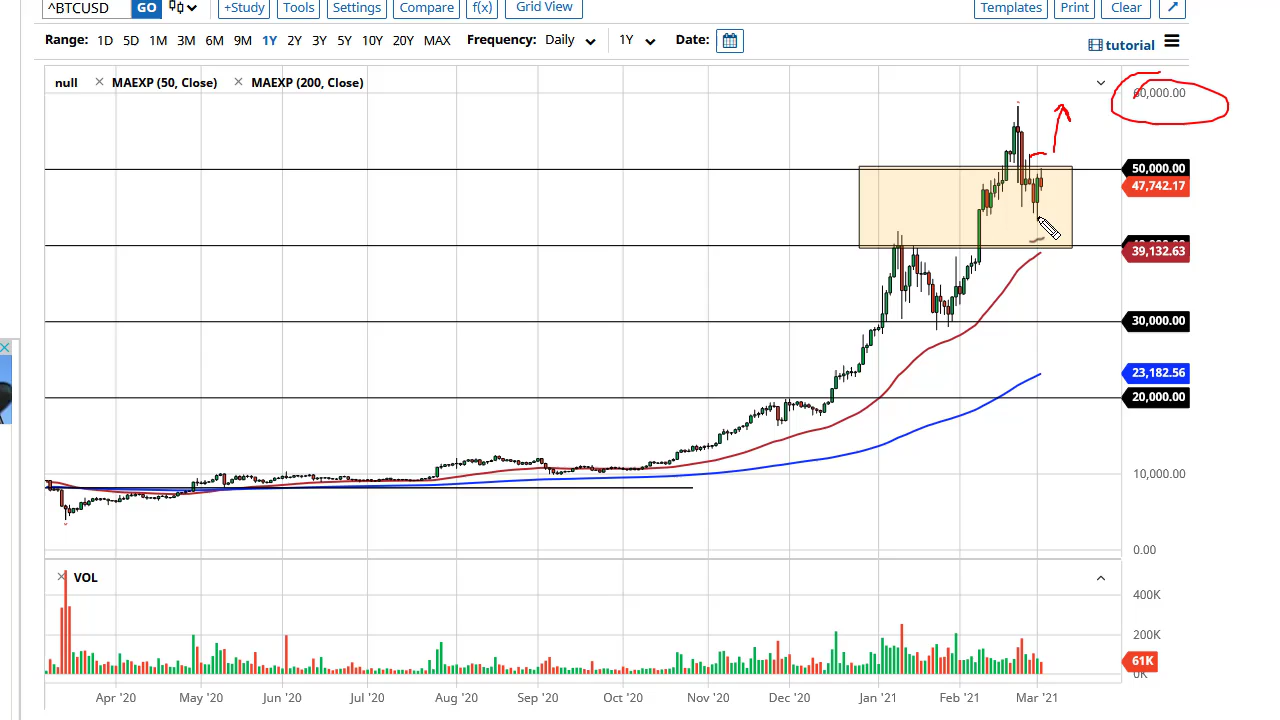 ^BTCUSD GO +Study Tools Settings Compare f(x) Grid View Templates Print Clear
Range: 1D 5D 1M 3M 6M 9M 1Y 2Y 3Y 5Y 10Y 20Y MAX Frequency: Daily 1Y Date: tutorial
null MAEXP (50, Close) MAEXP (200, Close)
60,000.00
50,000.00
47,742.17
39,132.63
30,000.00
23,182.56
20,000.00
10,000.00
0.00
VOL
400K
200K
61K
0K
Apr '20 May '20 Jun '20 Jul '20 Aug '20 Sep '20 Oct '20 Nov '20 Dec '20 Jan '21 Feb '21 Mar '21